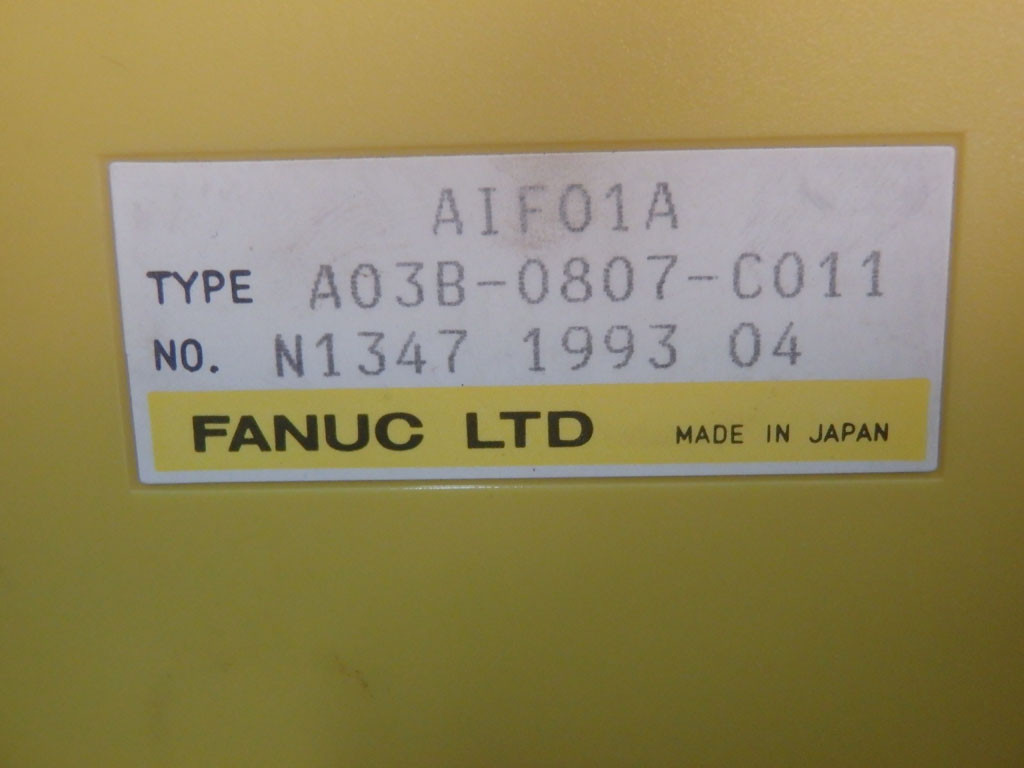 AIF01A
TYPE A03B-0807-C011
NO. N1347 1993 04
FANUC LTD MADE IN JAPAN